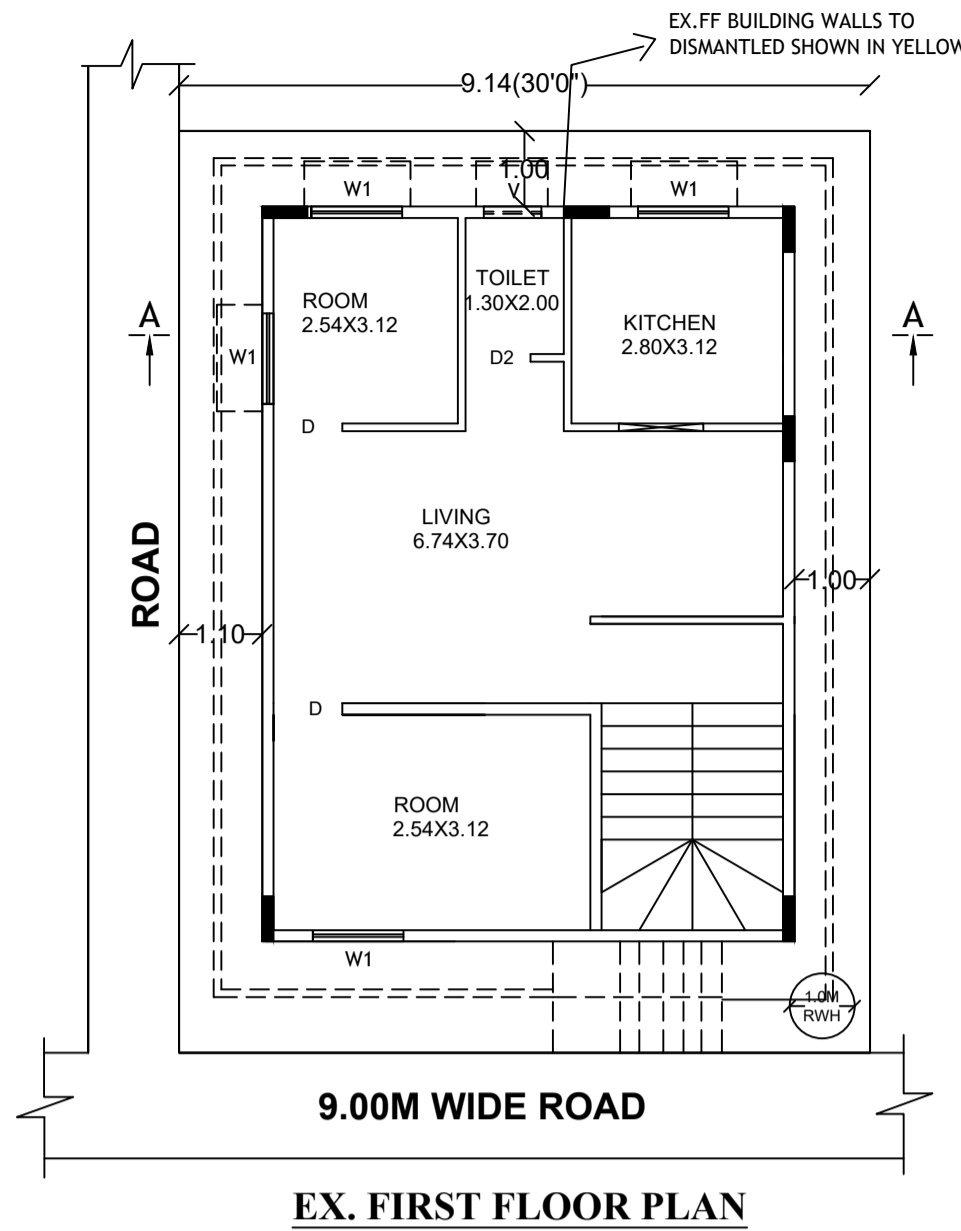 EX.FF BUILDING WALLS TO
DISMANTLED SHOWN IN YELLOW
9.14(30'0")
1.00
W1
V
W1
TOILET
1.30X2.00
ROOM
2.54X3.12
KITCHEN
2.80X3.12
A
A
W1
D2
D
LIVING
6.74X3.70
ROAD
1.00
1.10
D
ROOM
2.54X3.12
W1
1.0M
RWH
9.00M WIDE ROAD
EX. FIRST FLOOR PLAN